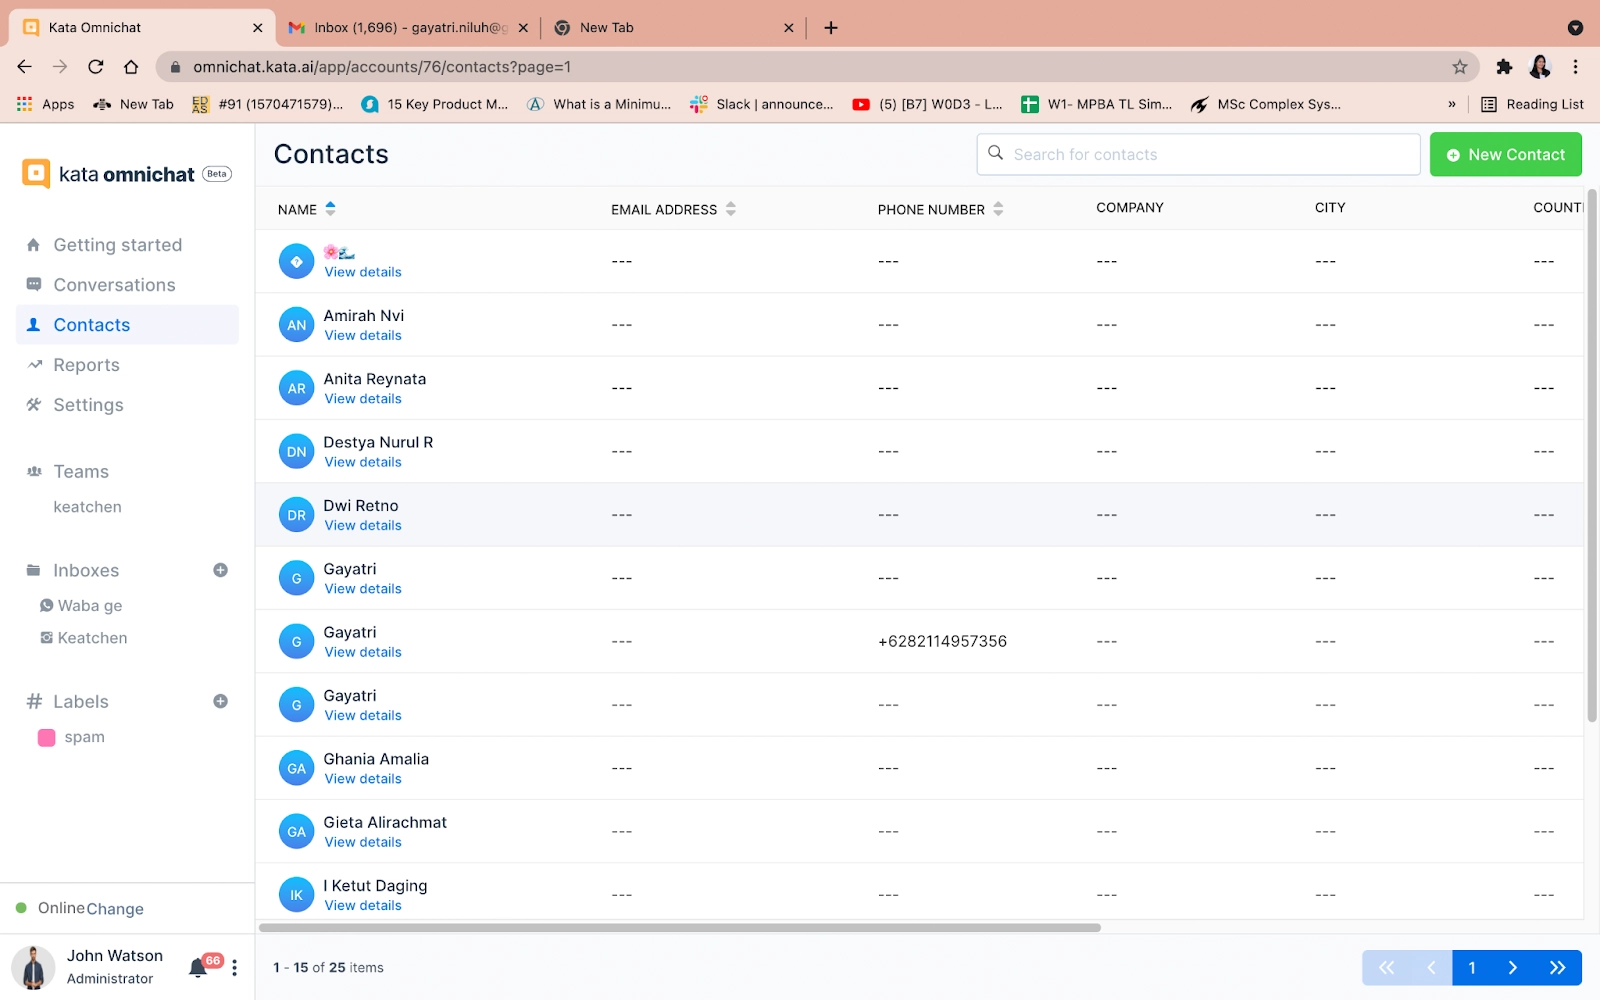 Kata Omnichat
Inbox (1,696) - gayatri.niluh@g
New Tab
omnichat.kata.ai/app/accounts/76/contacts?page=1
Apps
New Tab
#91 (1570471579)...
15 Key Product M...
What is a Minimu...
Slack | announce...
(5) [B7] W0D3 - L...
W1- MPBA TL Sim...
MSc Complex Sys...
»
Reading List
kata omnichat Beta
Getting started
Conversations
Contacts
Reports
Settings
Teams
keatchen
Inboxes
Waba ge
Keatchen
Labels
spam
Online Change
John Watson
Administrator
66
Contacts
Search for contacts
New Contact
NAME EMAIL ADDRESS PHONE NUMBER COMPANY CITY COUNT
🌸🌊
View details
--- --- --- --- ---
AN Amirah Nvi
View details
--- --- --- --- ---
AR Anita Reynata
View details
--- --- --- --- ---
DN Destya Nurul R
View details
--- --- --- --- ---
DR Dwi Retno
View details
--- --- --- --- ---
G Gayatri
View details
--- --- --- --- ---
G Gayatri
View details
--- +6282114957356 --- --- ---
G Gayatri
View details
--- --- --- --- ---
GA Ghania Amalia
View details
--- --- --- --- ---
GA Gieta Alirachmat
View details
--- --- --- --- ---
IK I Ketut Daging
View details
--- --- --- --- ---
1 - 15 of 25 items
1